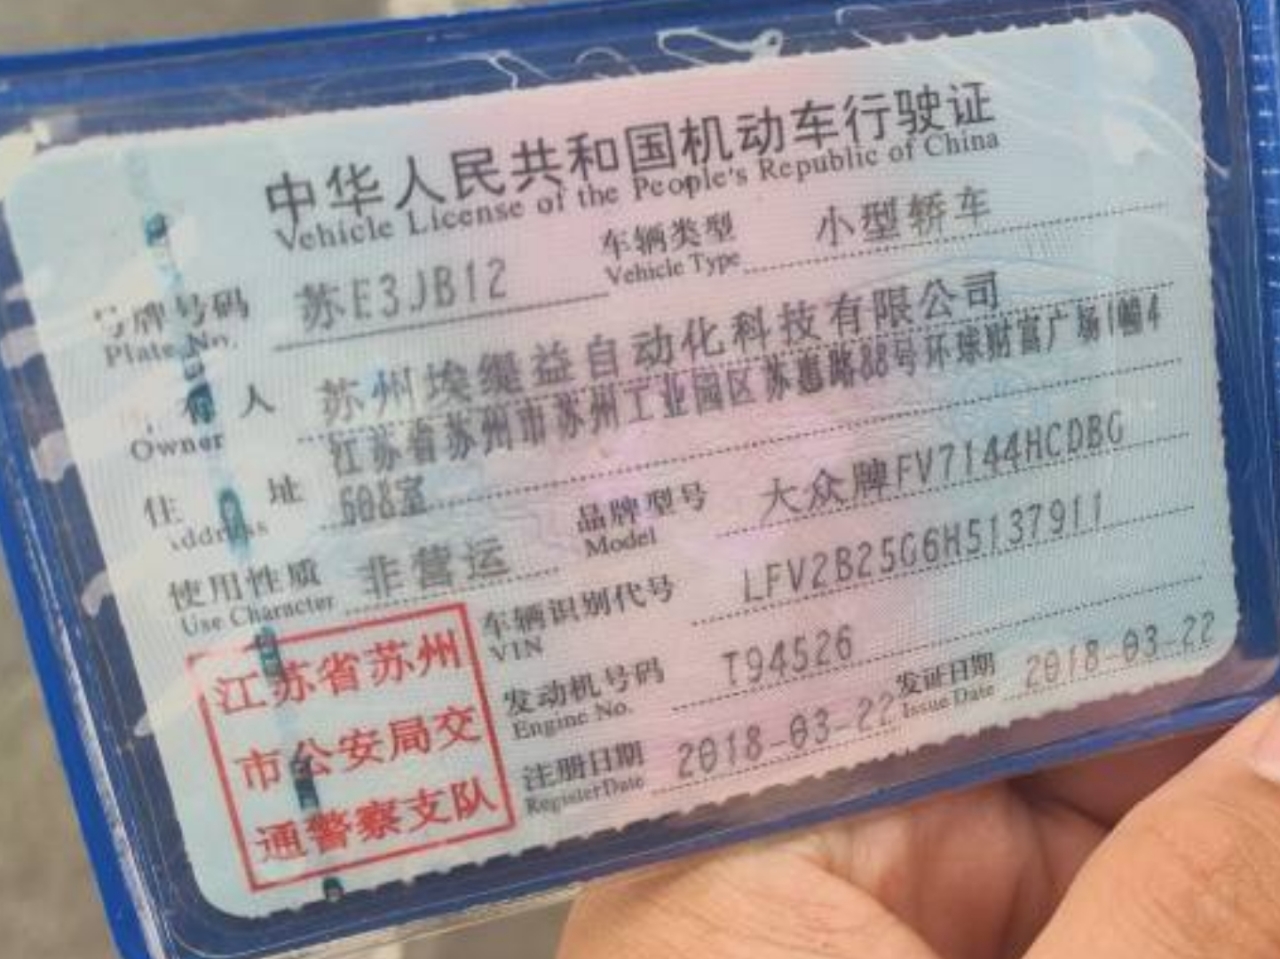 中华人民共和国机动车行驶证
Vehicle License of the People's Republic of China
号牌号码 苏E3JB12 车辆类型 小型轿车
Plate No. Vehicle Type
有 人 苏州埃缇益自动化科技有限公司
Owner
住 址 江苏省苏州市苏州工业园区苏惠路88号环球财富广场1幢4
Address 608室
品牌型号 大众牌FV7144HCDBG
Model
使用性质 非营运
Use Character
车辆识别代号 LFV2B25G6H5137911
VIN
发动机号码 T94526
Engine No.
发证日期 2018-03-22
Issue Date
注册日期 2018-03-22
Register Date
江苏省苏州
市公安局交
通警察支队